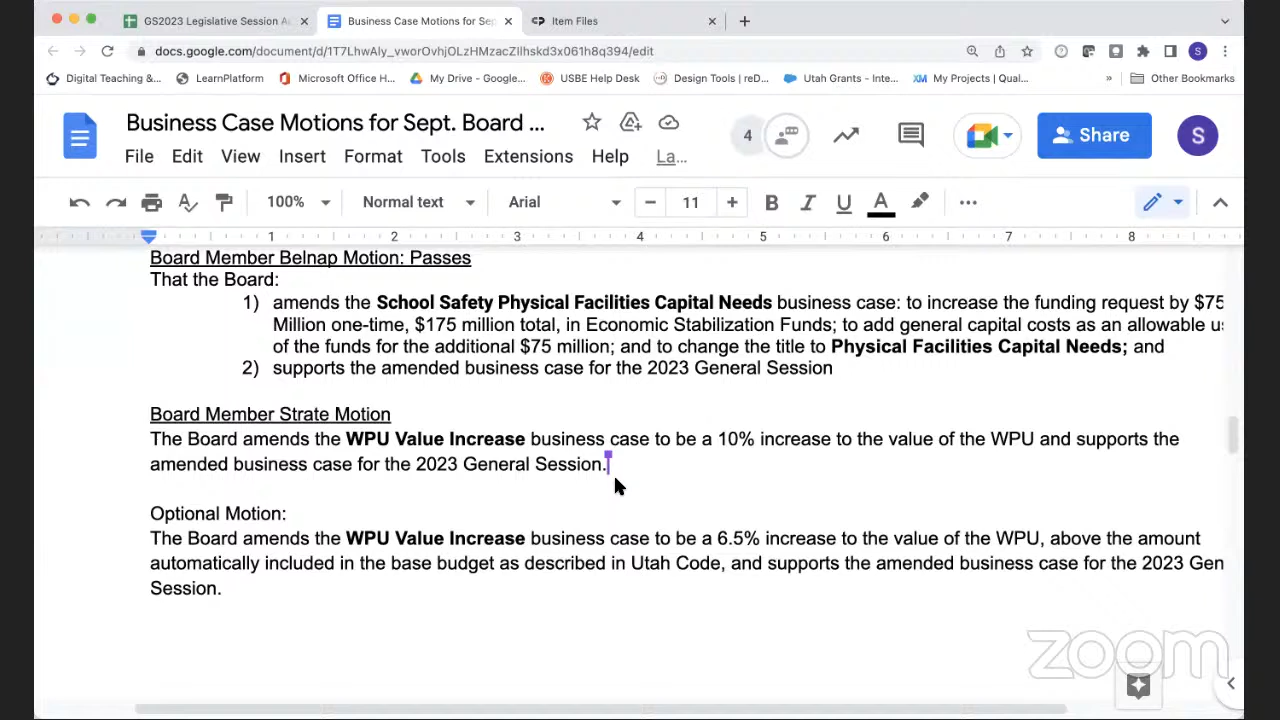 GS2023 Legislative Session A
Business Case Motions for Sep
Item Files
docs.google.com/document/d/1T7LhwAly_vworOvhjOLzHMzacZIlhskd3x061h8q394/edit
Digital Teaching &...
LearnPlatform
Microsoft Office H...
My Drive - Google...
USBE Help Desk
Design Tools | reD...
Utah Grants - Inte...
My Projects | Qual...
»
Other Bookmarks
Business Case Motions for Sept. Board ...
4
Share
S
File Edit View Insert Format Tools Extensions Help La...
100% Normal text Arial − 11 + B I U A
1 2 3 4 5 6 7 8
Board Member Belnap Motion: Passes
That the Board:
1) amends the School Safety Physical Facilities Capital Needs business case: to increase the funding request by $75
Million one-time, $175 million total, in Economic Stabilization Funds; to add general capital costs as an allowable us
of the funds for the additional $75 million; and to change the title to Physical Facilities Capital Needs; and
2) supports the amended business case for the 2023 General Session
Board Member Strate Motion
The Board amends the WPU Value Increase business case to be a 10% increase to the value of the WPU and supports the
amended business case for the 2023 General Session.
Optional Motion:
The Board amends the WPU Value Increase business case to be a 6.5% increase to the value of the WPU, above the amount
automatically included in the base budget as described in Utah Code, and supports the amended business case for the 2023 Gen
Session.
zoom